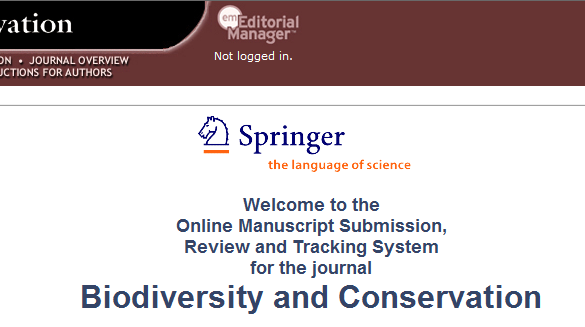 vation
em Editorial
Manager™
Not logged in.
ON • JOURNAL OVERVIEW
UCTIONS FOR AUTHORS
Springer
the language of science
Welcome to the
Online Manuscript Submission,
Review and Tracking System
for the journal
Biodiversity and Conservation